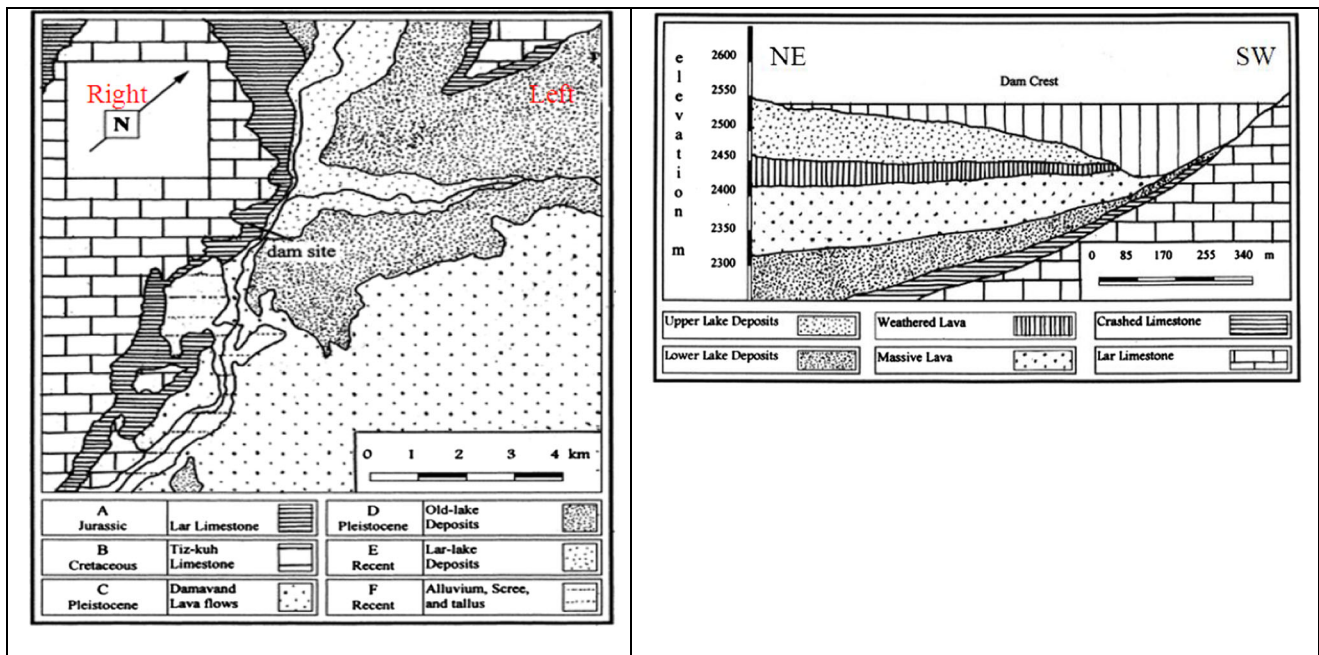 Right
N
Left
dam site
0 1 2 3 4 km
A
Jurassic
Lar Limestone
D
Pleistocene
Old-lake
Deposits
B
Cretaceous
Tiz-kuh
Limestone
E
Recent
Lar-lake
Deposits
C
Pleistocene
Damavand
Lava flows
F
Recent
Alluvium, Scree,
and tallus
elevation m
NE
SW
Dam Crest
2600
2550
2500
2450
2400
2350
2300
0 85 170 255 340 m
Upper Lake Deposits
Weathered Lava
Crashed Limestone
Lower Lake Deposits
Massive Lava
Lar Limestone